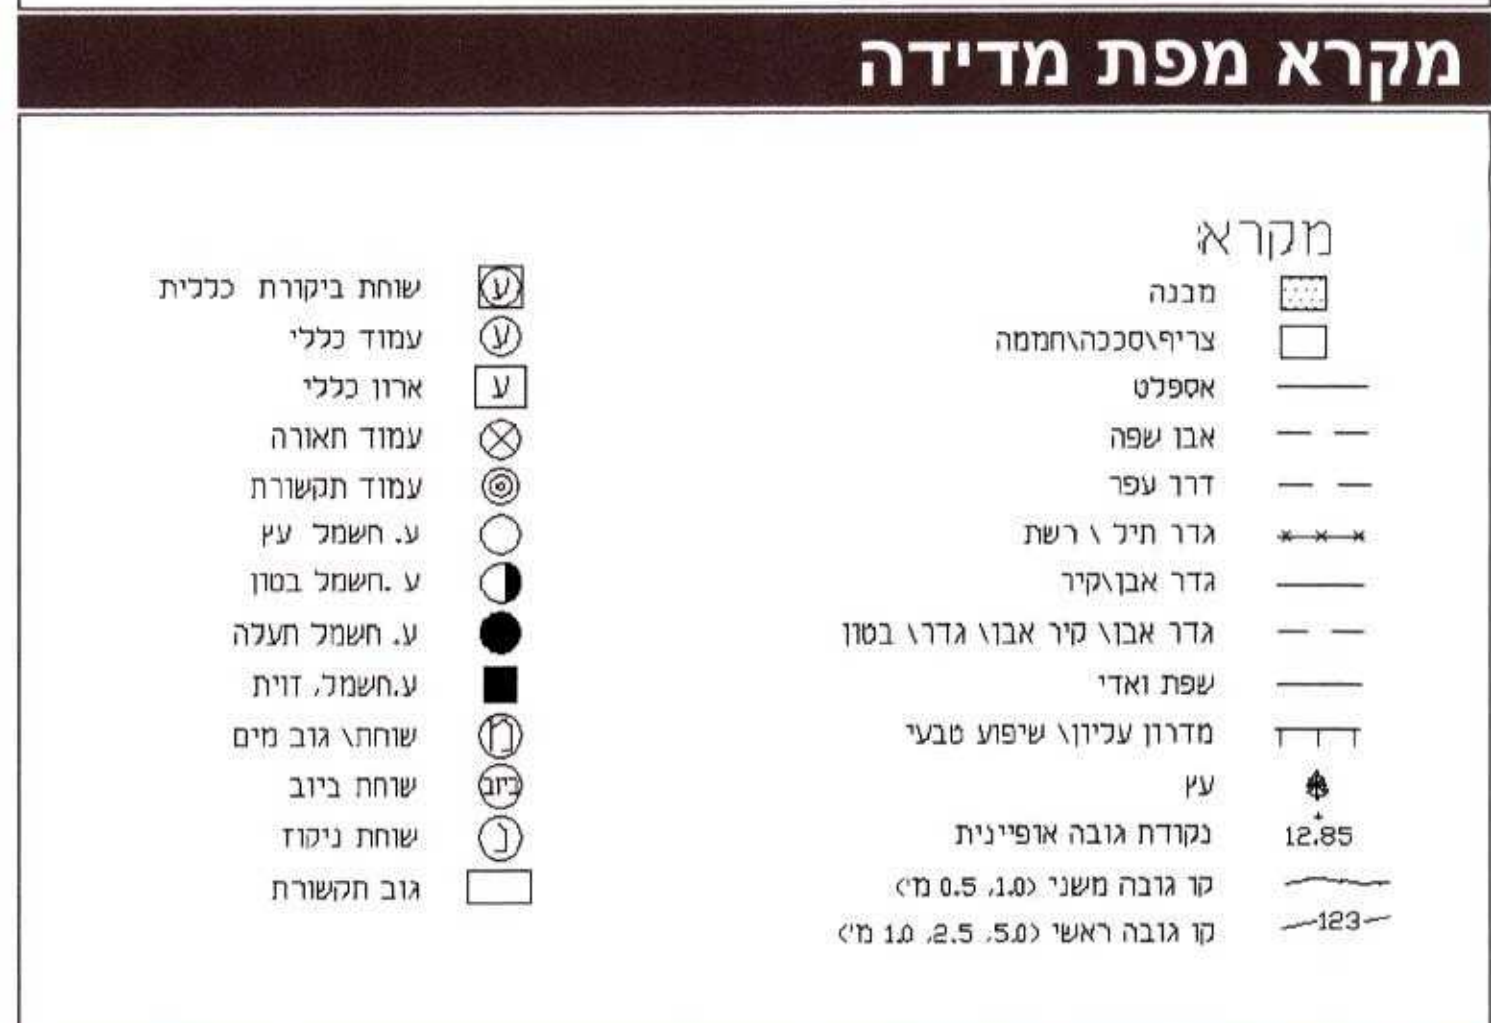 מקרא מפת מדידה
מקרא:
מבנה
צריף\סככה\חממה
אספלט
אבן שפה
דרך עפר
גדר תיל \ רשת
גדר אבן\קיר
גדר אבן\ קיר אבן\ גדר\ בטון
שפת ואדי
מדרון עליון\ שיפוע טבעי
עץ
נקודת גובה אופיינית 12.85
קו גובה משני (1.0, 0.5 מ')
קו גובה ראשי (5.0, 2.5, 1.0 מ') 123
ע שוחת ביקורת כללית
ע עמוד כללי
ע ארון כללי
עמוד תאורה
עמוד תקשורת
ע. חשמל עץ
ע .חשמל בטון
ע. חשמל תעלה
ע.חשמל, זוית
מ שוחת\ גוב מים
ביוב שוחת ביוב
נ שוחת ניקוז
גוב תקשורת